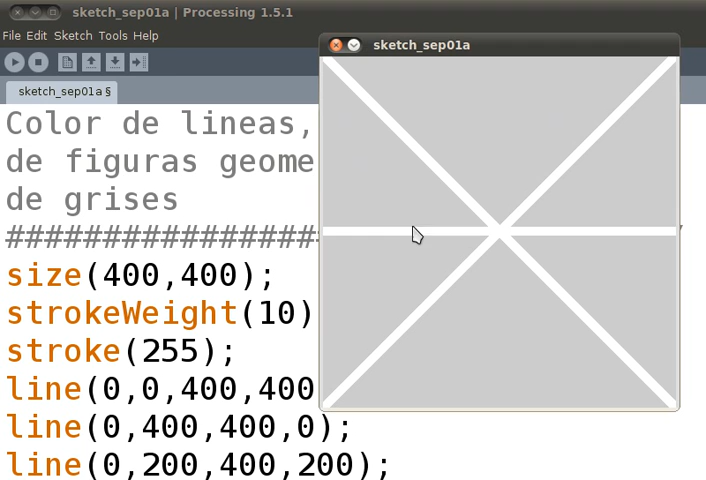 sketch_sep01a | Processing 1.5.1
File Edit Sketch Tools Help
sketch_sep01a §
sketch_sep01a
Color de lineas,
de figuras geome
de grises
####################
size(400,400);
strokeWeight(10)
stroke(255);
line(0,0,400,400
line(0,400,400,0);
line(0,200,400,200);